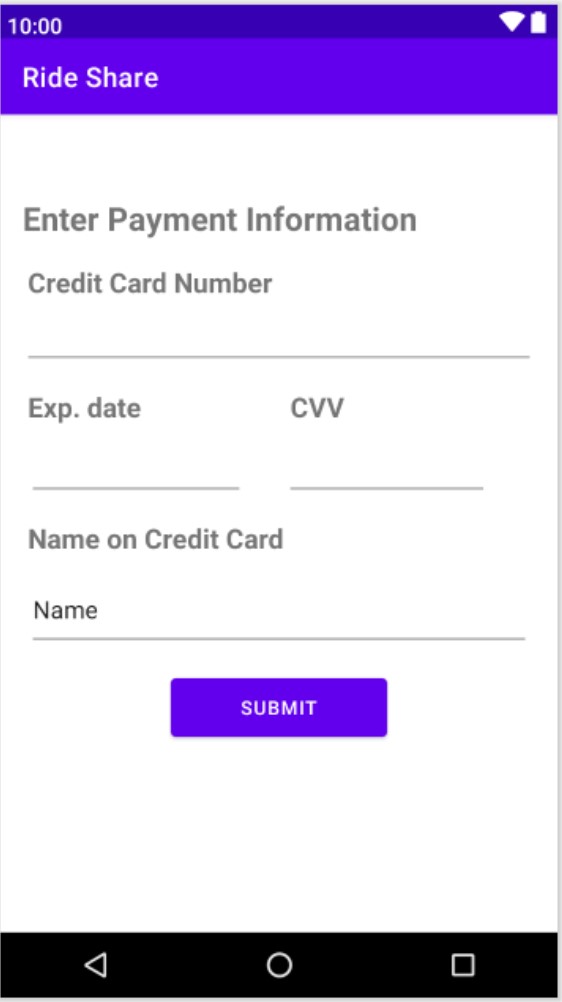 10:00
Ride Share
Enter Payment Information
Credit Card Number
Exp. date CVV
Name on Credit Card
Name
SUBMIT